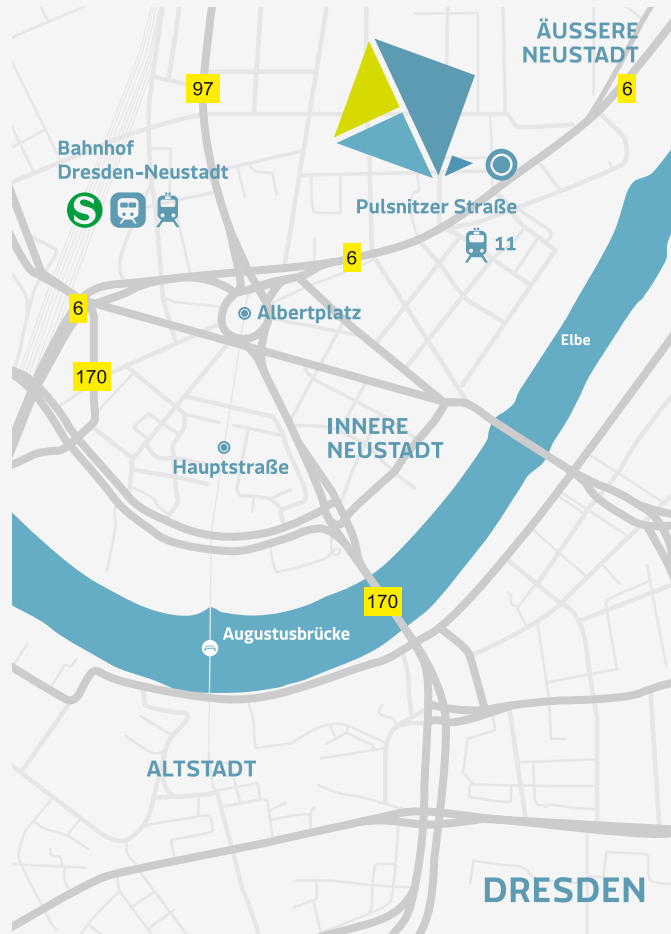 ÄUSSERE
NEUSTADT
97
6
Bahnhof
Dresden-Neustadt
S
Pulsnitzer Straße
11
6
6
Albertplatz
Elbe
170
INNERE
NEUSTADT
Hauptstraße
170
Augustusbrücke
ALTSTADT
DRESDEN